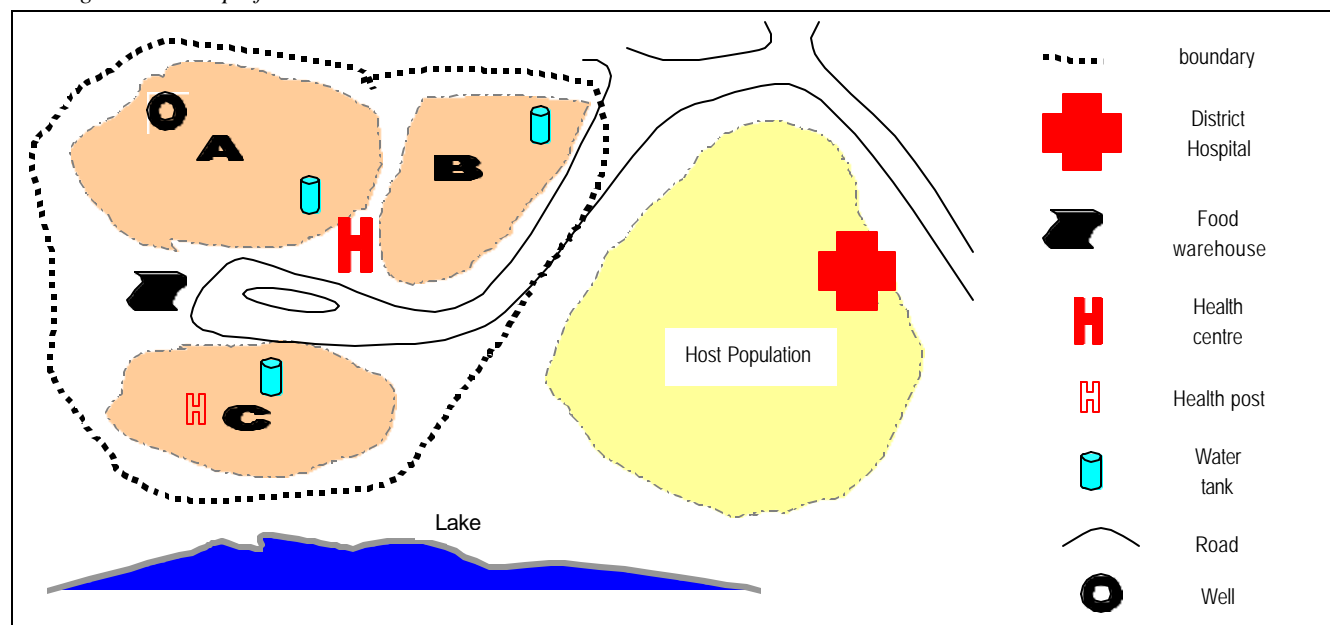 A
B
C
Host Population
Lake
boundary
District
Hospital
Food
warehouse
Health
centre
Health post
Water
tank
Road
Well